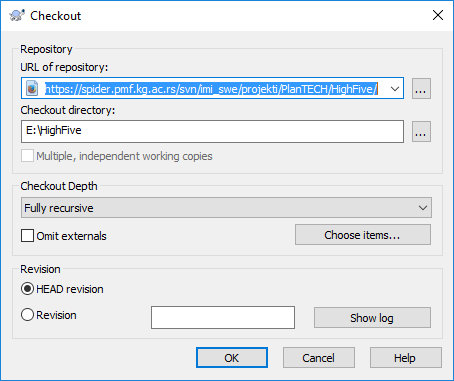 Checkout
Repository
URL of repository:
https://spider.pmf.kg.ac.rs/svn/imi_swe/projekti/PlanTECH/HighFive/
...
Checkout directory:
E:\HighFive
...
Multiple, independent working copies
Checkout Depth
Fully recursive
Omit externals
Choose items...
Revision
HEAD revision
Revision
Show log
OK
Cancel
Help